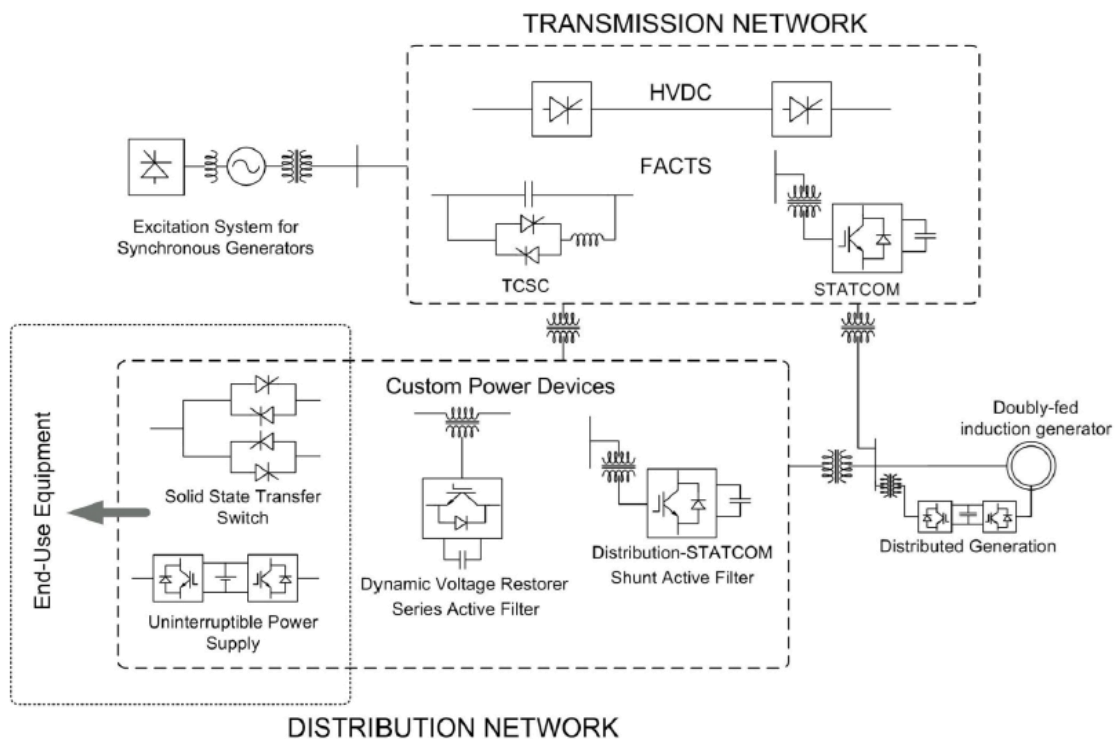 TRANSMISSION NETWORK
HVDC
FACTS
Excitation System for
Synchronous Generators
TCSC
STATCOM
Custom Power Devices
Doubly-fed
induction generator
End-Use Equipment
Solid State Transfer
Switch
Distribution-STATCOM
Shunt Active Filter
Distributed Generation
Dynamic Voltage Restorer
Series Active Filter
Uninterruptible Power
Supply
DISTRIBUTION NETWORK